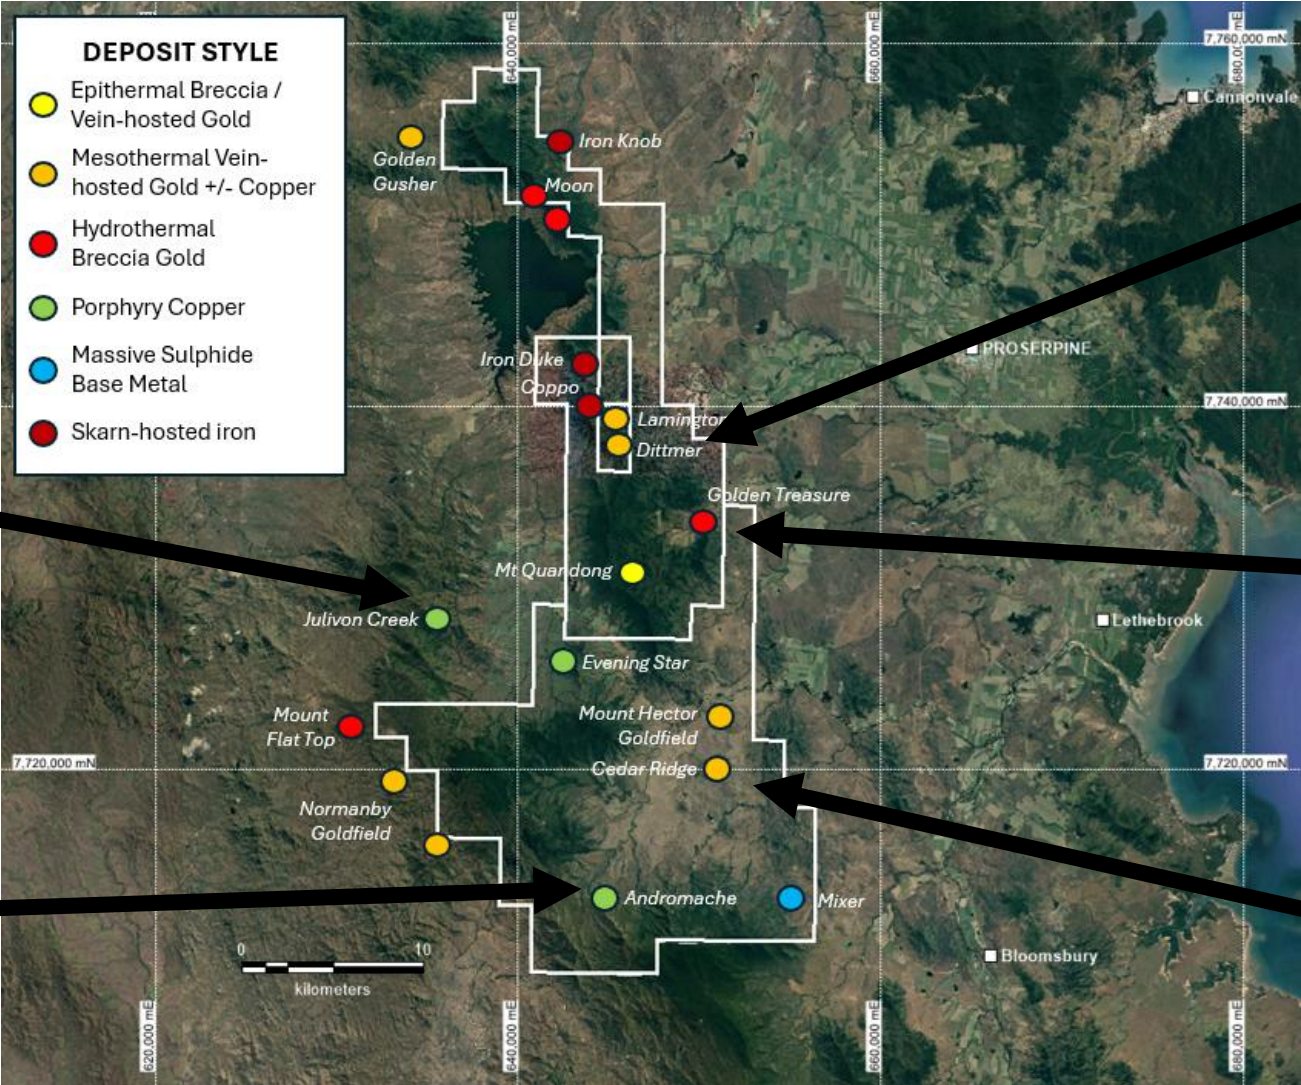 DEPOSIT STYLE
Epithermal Breccia /
Vein-hosted Gold
Mesothermal Vein-
hosted Gold +/- Copper
Hydrothermal
Breccia Gold
Porphyry Copper
Massive Sulphide
Base Metal
Skarn-hosted iron
640,000 mE
660,000 mE
680,000 mE
7,760,000 mN
Cannonvale
Golden
Gusher
Iron Knob
Moon
Iron Duke
Coppo
PROSERPINE
7,740,000 mN
Lamington
Dittmer
Golden Treasure
Mt Quandong
Julivon Creek
Lethebrook
Evening Star
Mount
Flat Top
Mount Hector
Goldfield
7,720,000 mN
Cedar Ridge
7,720,000 mN
Normanby
Goldfield
Andromache
Mixer
0 10
kilometers
Bloomsbury
620,000 mE
640,000 mE
660,000 mE
680,000 mE